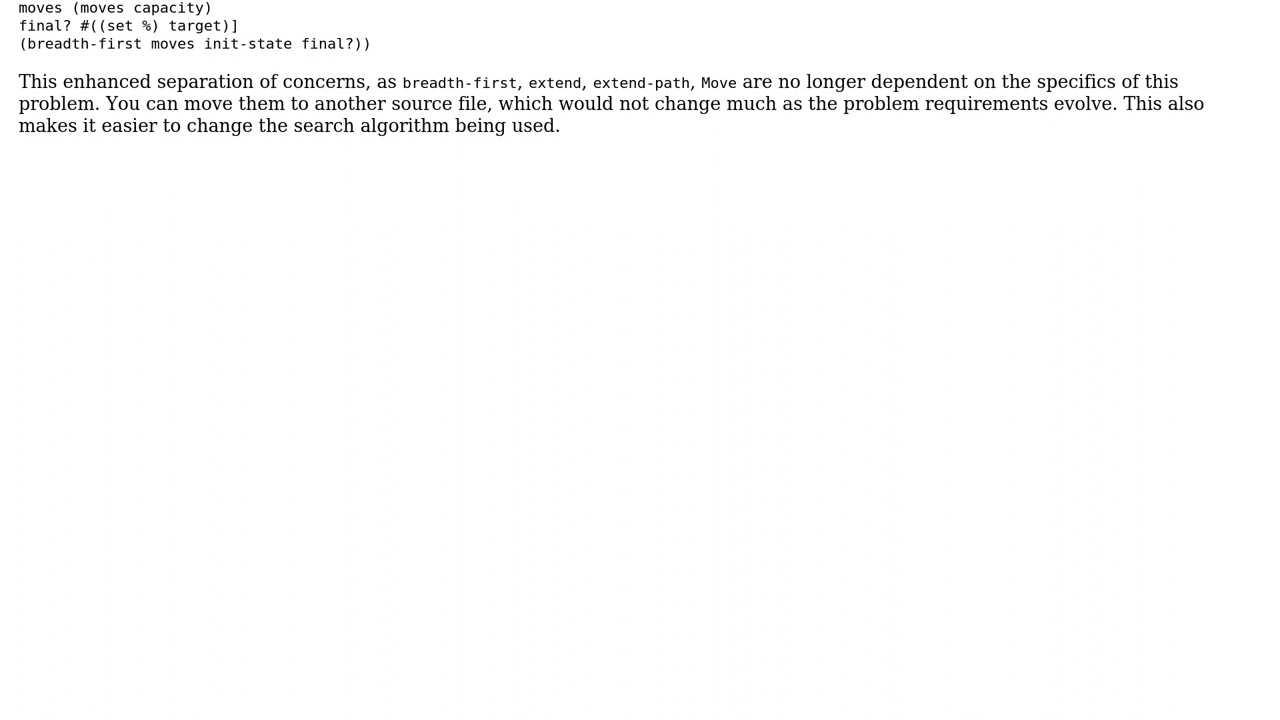 moves (moves capacity)
final? #((set %) target)]
(breadth-first moves init-state final?))
This enhanced separation of concerns, as breadth-first, extend, extend-path, Move are no longer dependent on the specifics of this
problem. You can move them to another source file, which would not change much as the problem requirements evolve. This also
makes it easier to change the search algorithm being used.